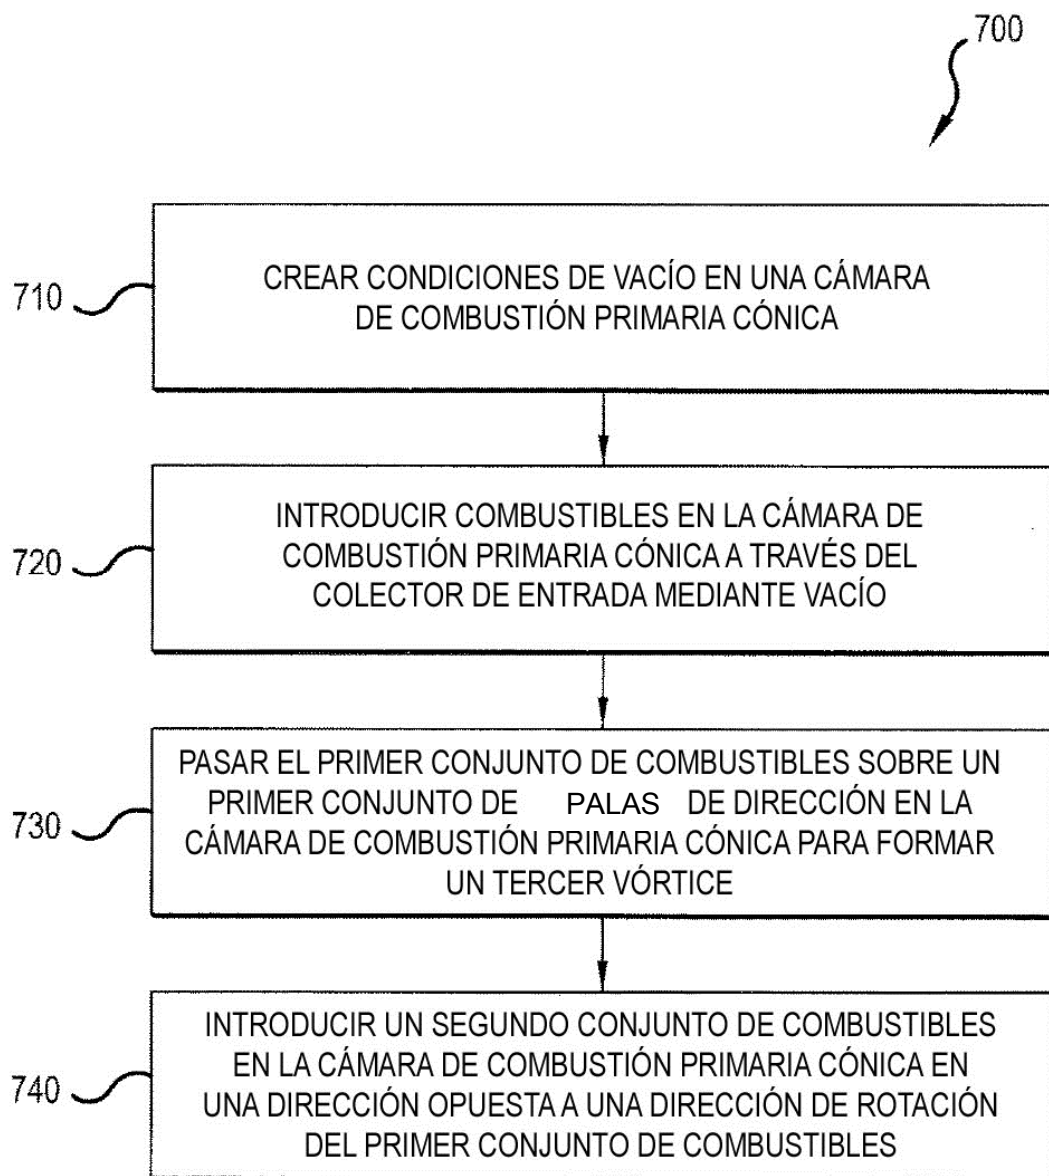 700
710
CREAR CONDICIONES DE VACÍO EN UNA CÁMARA
DE COMBUSTIÓN PRIMARIA CÓNICA
720
INTRODUCIR COMBUSTIBLES EN LA CÁMARA DE
COMBUSTIÓN PRIMARIA CÓNICA A TRAVÉS DEL
COLECTOR DE ENTRADA MEDIANTE VACÍO
730
PASAR EL PRIMER CONJUNTO DE COMBUSTIBLES SOBRE UN
PRIMER CONJUNTO DE PALAS DE DIRECCIÓN EN LA
CÁMARA DE COMBUSTIÓN PRIMARIA CÓNICA PARA FORMAR
UN TERCER VÓRTICE
740
INTRODUCIR UN SEGUNDO CONJUNTO DE COMBUSTIBLES
EN LA CÁMARA DE COMBUSTIÓN PRIMARIA CÓNICA EN
UNA DIRECCIÓN OPUESTA A UNA DIRECCIÓN DE ROTACIÓN
DEL PRIMER CONJUNTO DE COMBUSTIBLES